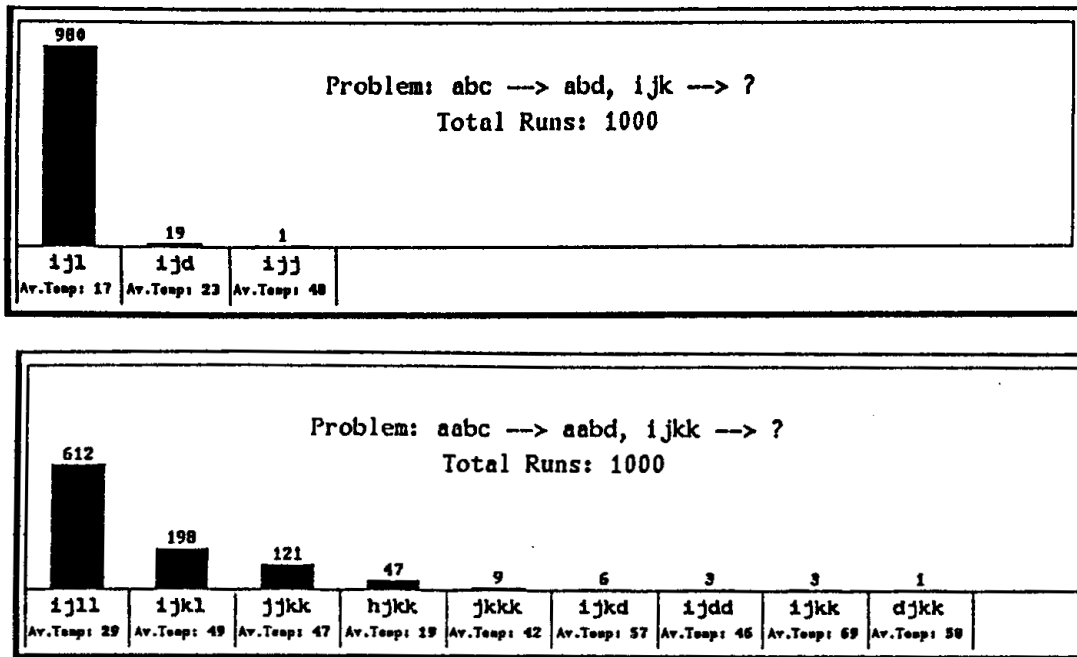 980
Problem: abc --> abd, ijk --> ?
Total Runs: 1000
19 1
ijl ijd ijj
Av.Temp: 17 Av.Temp: 23 Av.Temp: 48
Problem: aabc --> aabd, ijkk --> ?
612
Total Runs: 1000
198
121
47 9 6 3 3 1
ijll ijkl jjkk hjkk jkkk ijkd ijdd ijkk djkk
Av.Temp: 29 Av.Temp: 49 Av.Temp: 47 Av.Temp: 19 Av.Temp: 42 Av.Temp: 57 Av.Temp: 46 Av.Temp: 69 Av.Temp: 58